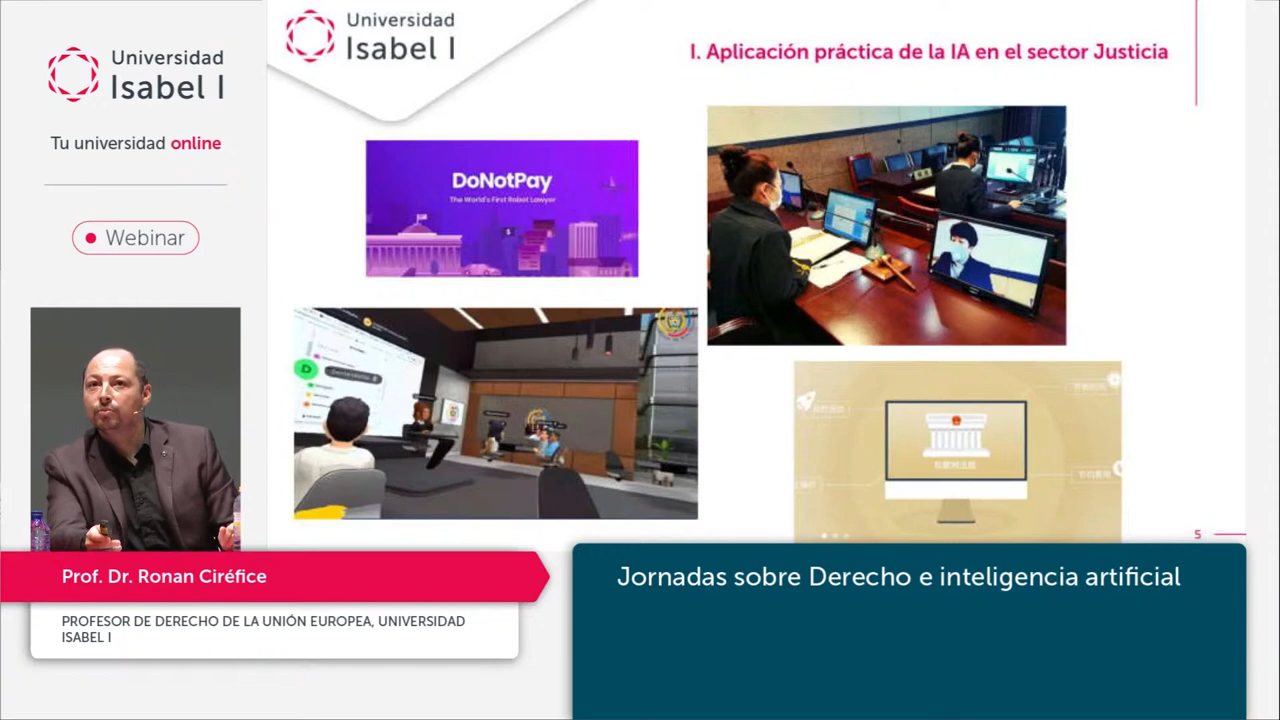 Universidad
Isabel I
Tu universidad online
Webinar
Universidad
Isabel I
I. Aplicación práctica de la IA en el sector Justicia
DoNotPay
The World's First Robot Lawyer
D
5
Prof. Dr. Ronan Ciréfice
PROFESOR DE DERECHO DE LA UNIÓN EUROPEA, UNIVERSIDAD
ISABEL I
Jornadas sobre Derecho e inteligencia artificial